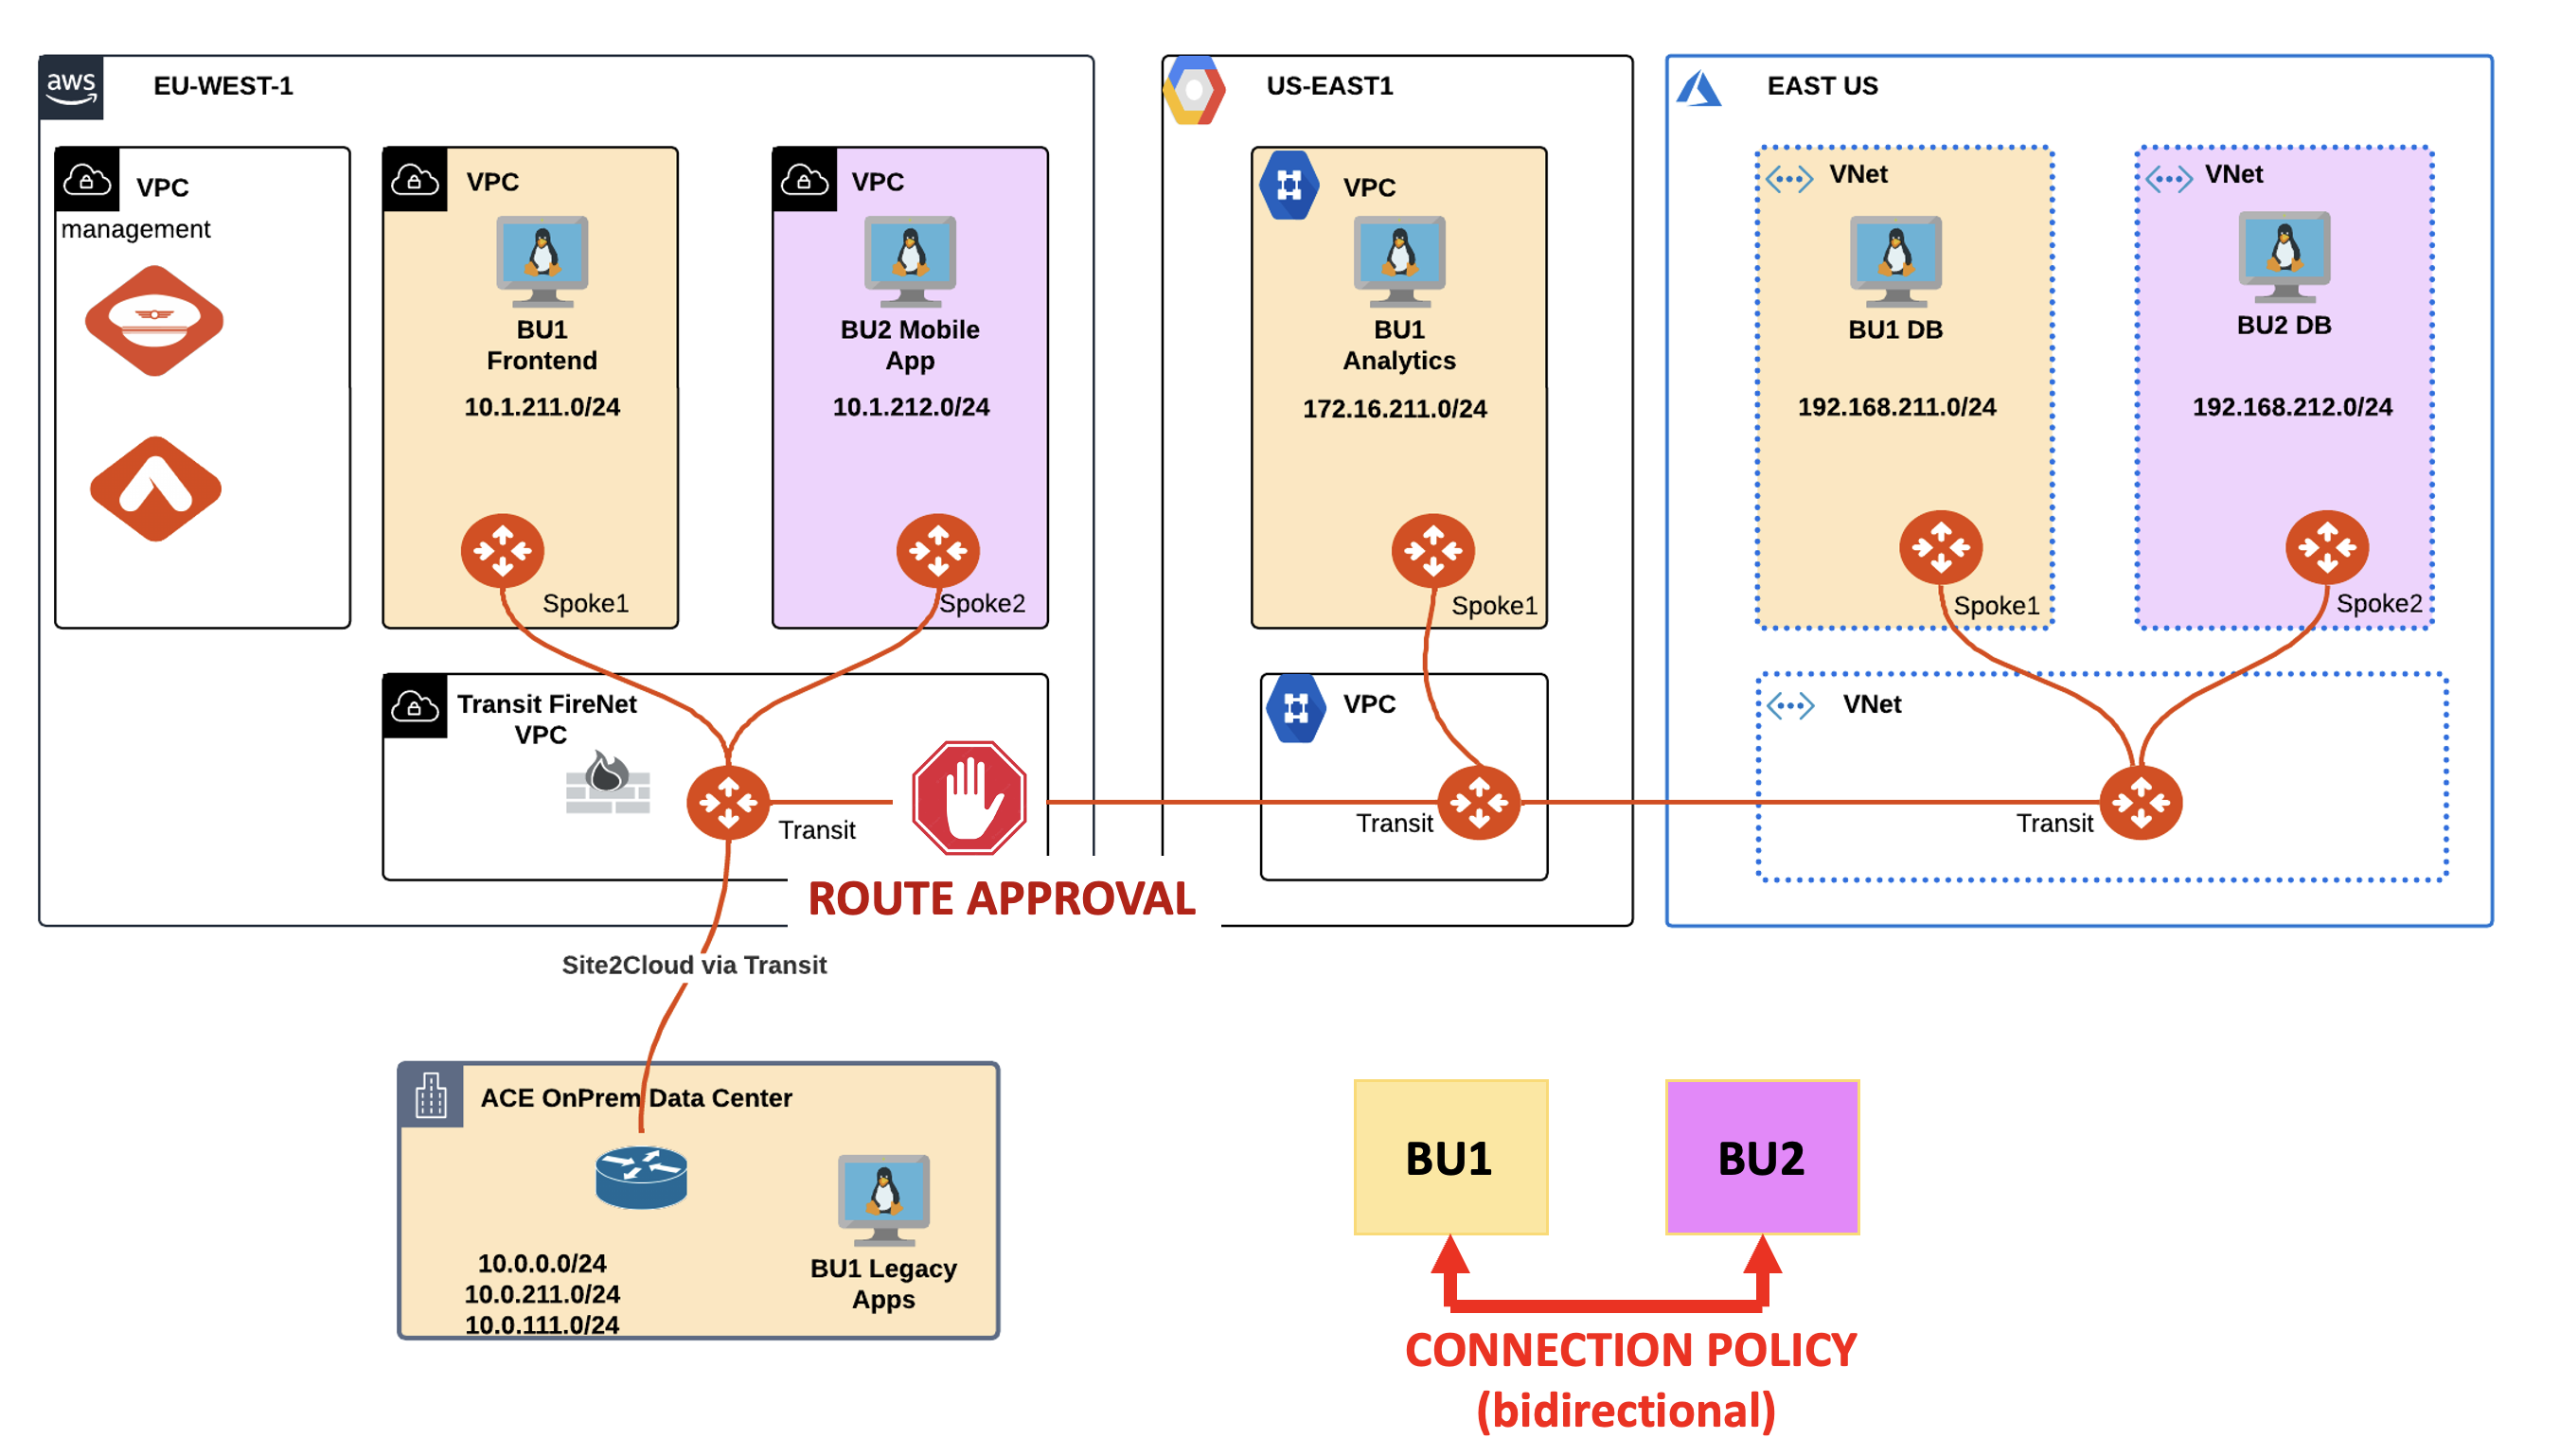 aws
EU-WEST-1
US-EAST1
EAST US
VPC
management
VPC
BU1
Frontend
10.1.211.0/24
Spoke1
VPC
BU2 Mobile
App
10.1.212.0/24
Spoke2
VPC
BU1
Analytics
172.16.211.0/24
Spoke1
VNet
BU1 DB
192.168.211.0/24
Spoke1
VNet
BU2 DB
192.168.212.0/24
Spoke2
Transit FireNet
VPC
Transit
VPC
Transit
VNet
Transit
ROUTE APPROVAL
Site2Cloud via Transit
ACE OnPrem Data Center
10.0.0.0/24
10.0.211.0/24
10.0.111.0/24
BU1 Legacy
Apps
BU1
BU2
CONNECTION POLICY
(bidirectional)